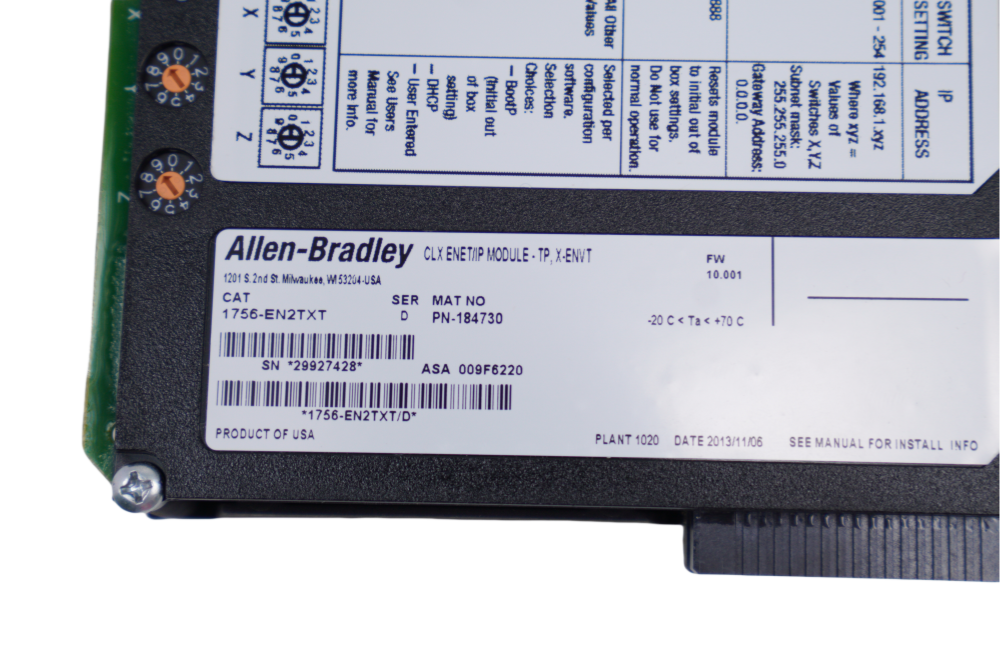 SWITCH SETTING
IP ADDRESS
001 - 254
192.168.1.xyz
Where xyz =
Values of
Switches X,YZ
Subnet mask:
255.255.255.0
Gateway Address:
0.0.0.0.
888
Resets module
to initial out of
box settings.
Do Not use for
normal operation.
All Other
Values
Selected per
configuration
software.
Selection
Choices:
– BootP
(Initial out
of box
setting)
– DHCP
– User Entered
See Users
Manual for
more Info.
X
Y
Z
X
Y
Z
Allen-Bradley CLX ENET/IP MODULE - TP, X-ENVT
1201 S. 2nd St. Milwaukee, WI 53204-USA
FW
10.001
CAT SER MAT NO
1756-EN2TXT D PN-184730
-20 C < Ta < +70 C
SN *29927428* ASA 009F6220
*1756-EN2TXT/D*
PRODUCT OF USA PLANT 1020 DATE 2013/11/06 SEE MANUAL FOR INSTALL INFO